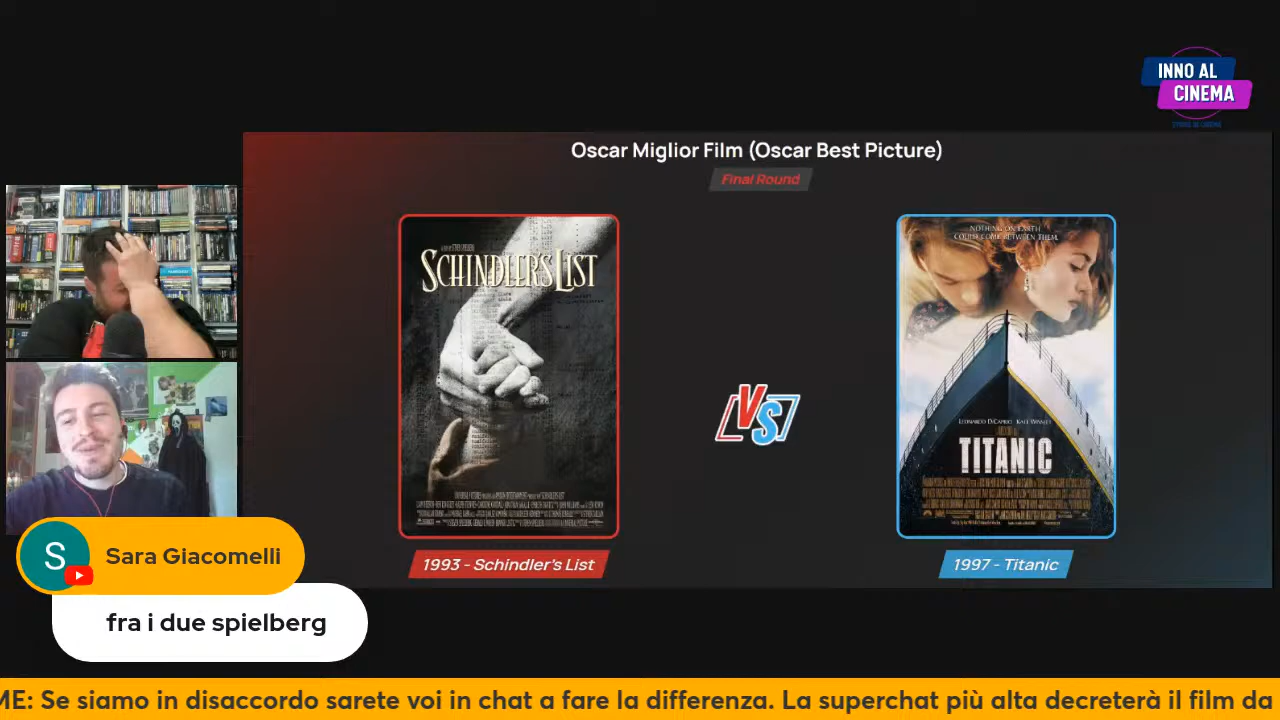 INNO AL
CINEMA
Oscar Miglior Film (Oscar Best Picture)
Final Round
SCHINDLER'S LIST
VS
NOTHING ON EARTH
COULD COME BETWEEN THEM.
LEONARDO DICAPRIO KATE WINSLET
TITANIC
1993 - Schindler's List
1997 - Titanic
S
Sara Giacomelli
fra i due spielberg
ME: Se siamo in disaccordo sarete voi in chat a fare la differenza. La superchat più alta decreterà il film da